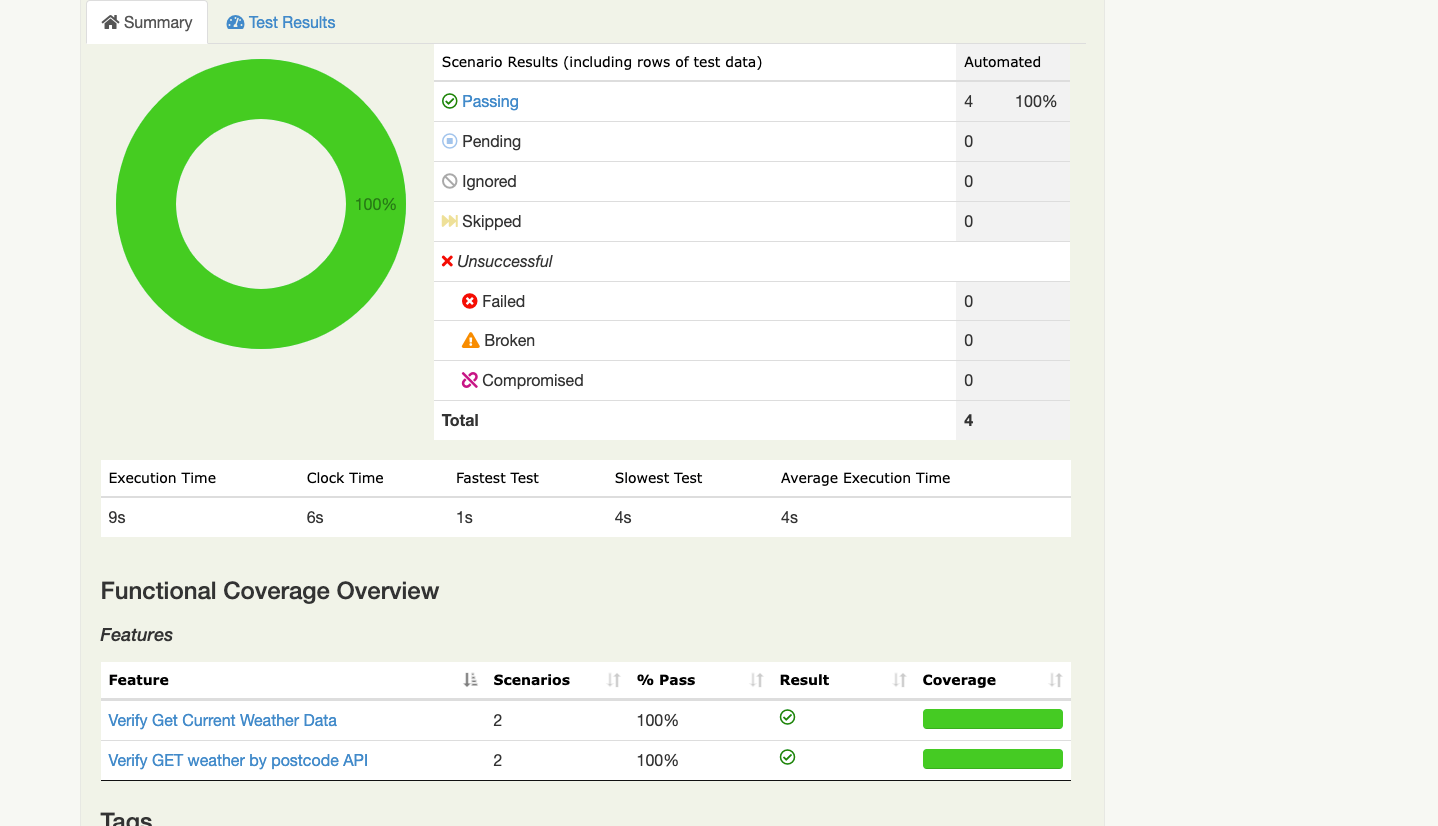 Summary Test Results
Scenario Results (including rows of test data) Automated
Passing 4 100%
Pending 0
Ignored 0
Skipped 0
Unsuccessful
Failed 0
Broken 0
Compromised 0
Total 4
100%
Execution Time Clock Time Fastest Test Slowest Test Average Execution Time
9s 6s 1s 4s 4s
Functional Coverage Overview
Features
Feature Scenarios % Pass Result Coverage
Verify Get Current Weather Data 2 100%
Verify GET weather by postcode API 2 100%
Tags